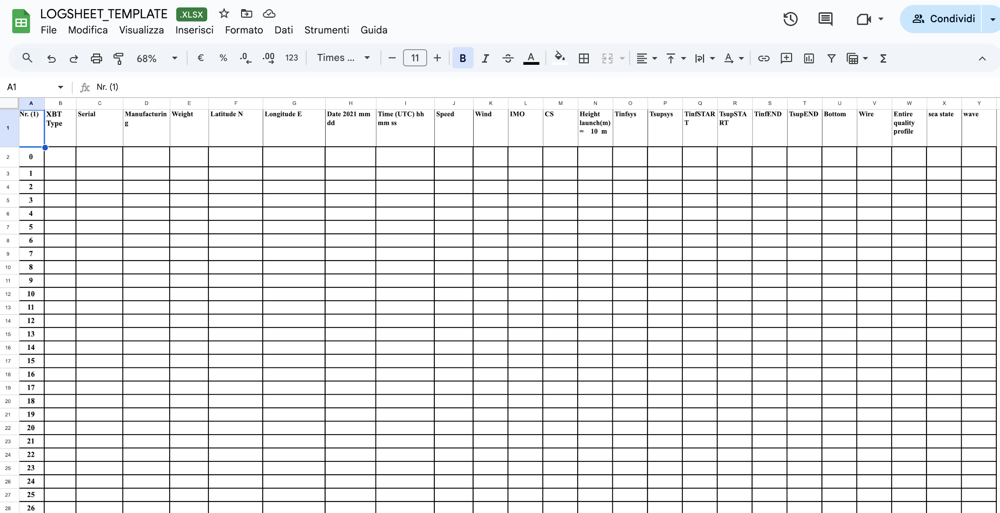 LOGSHEET_TEMPLATE .XLSX
File Modifica Visualizza Inserisci Formato Dati Strumenti Guida
Condividi
68% € % .0 .00 123 Times ... 11 B I A A
A1 fx Nr. (1)
A B C D E F G H I J K L M N O P Q R S T U V W X Y
1
Nr. (1)
XBT
Type
Serial
Manufacturin
g
Weight
Latitude N
Longitude E
Date 2021 mm
dd
Time (UTC) hh
mm ss
Speed
Wind
IMO
CS
Height
launch(m)
= 10 m
Tinfsys
Tsupsys
TinfSTAR
T
TsupSTA
RT
TinfEND
TsupEND
Bottom
Wire
Entire
quality
profile
sea state
wave
2 0
3 1
4 2
5 3
6 4
7 5
8 6
9 7
10 8
11 9
12 10
13 11
14 12
15 13
16 14
17 15
18 16
19 17
20 18
21 19
22 20
23 21
24 22
25 23
26 24
27 25
28 26